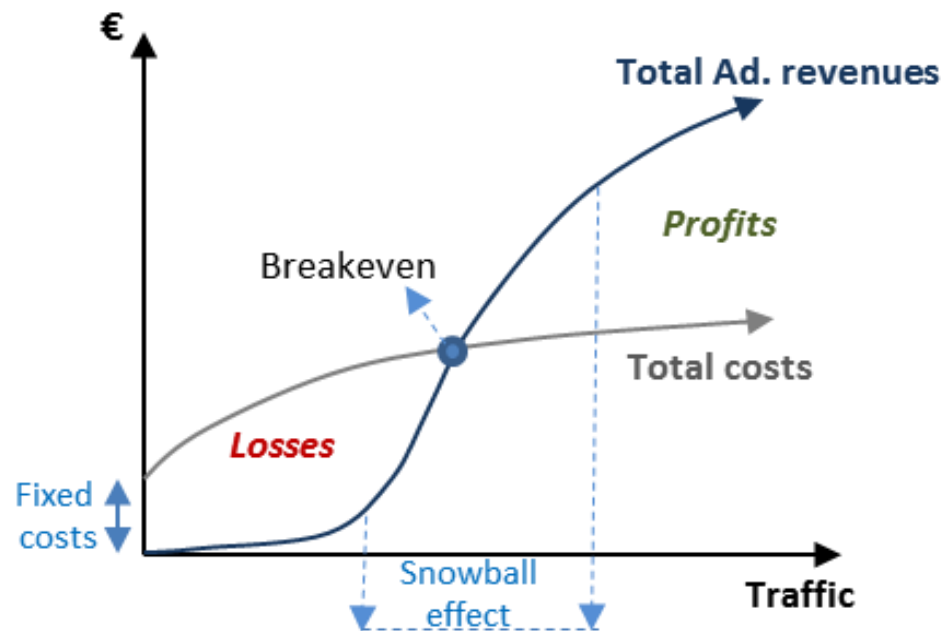 €
Total Ad. revenues
Profits
Breakeven
Total costs
Losses
Fixed
costs
Snowball
effect
Traffic